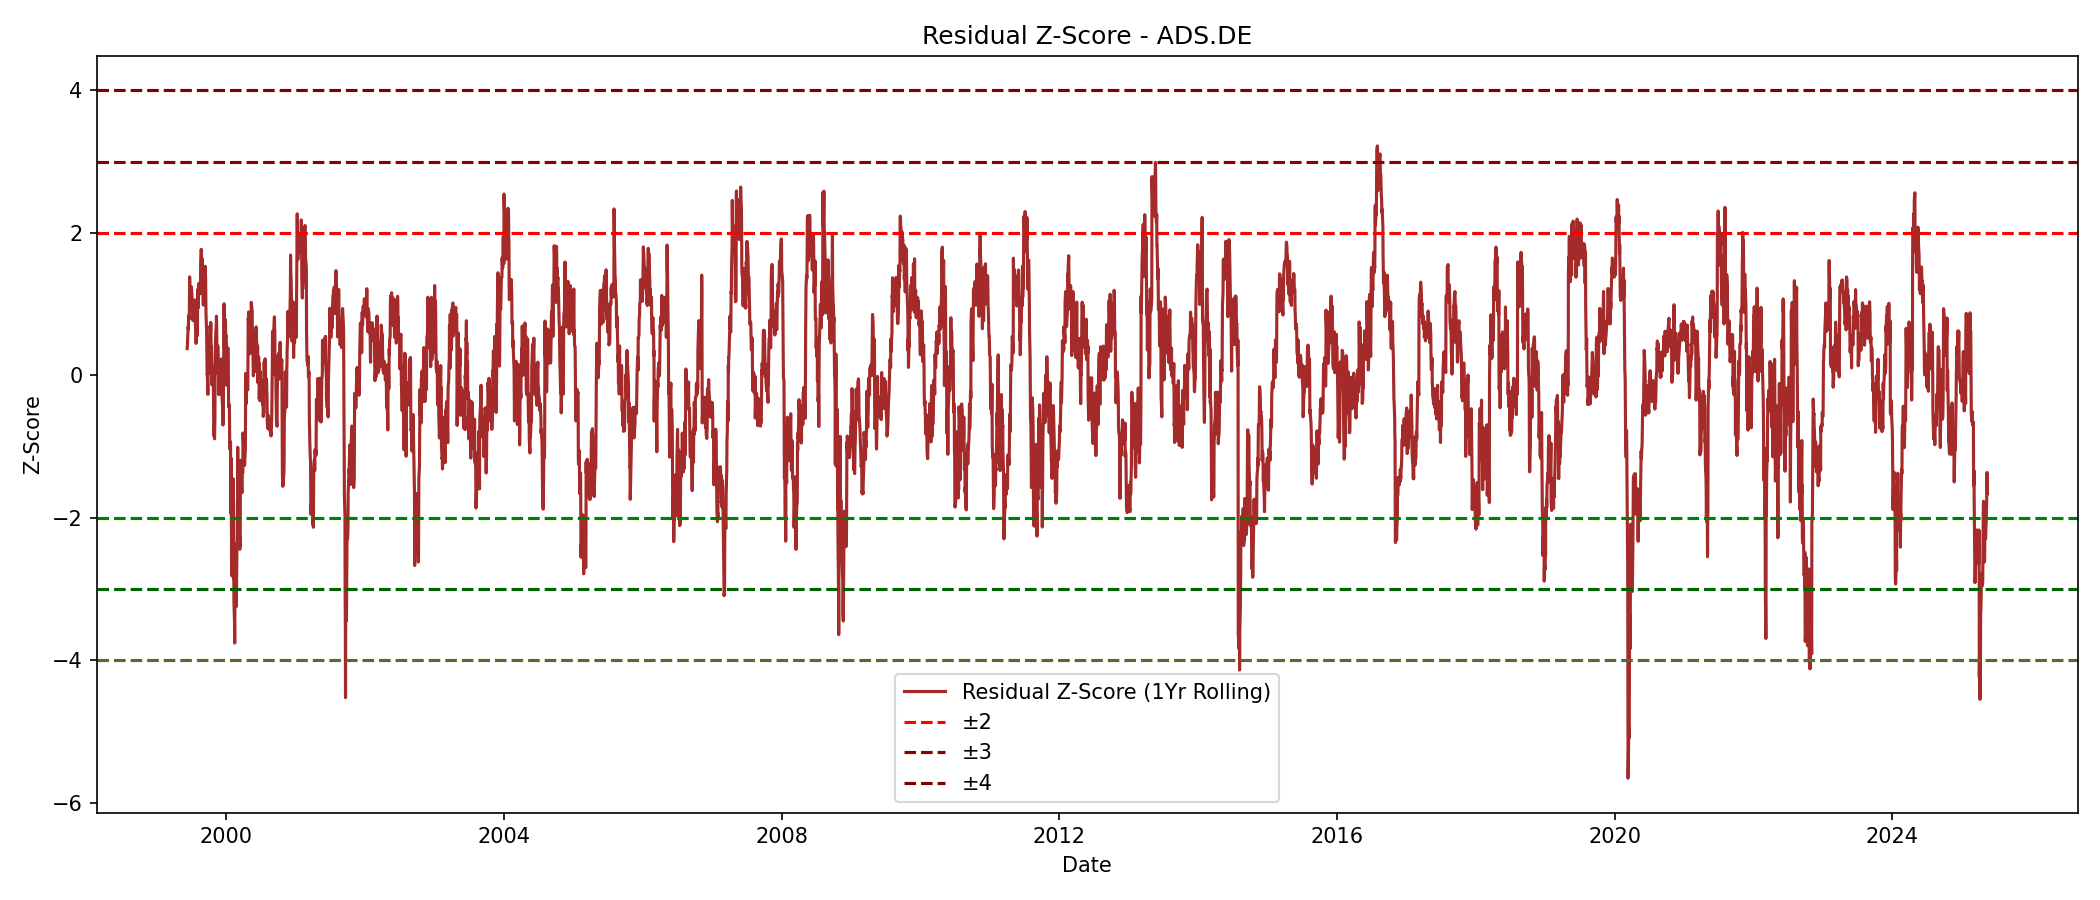 Residual Z-Score - ADS.DE
4
3
2
0
−2
−4
−6
Z-Score
2000 2004 2008 2012 2016 2020 2024
Date
Residual Z-Score (1Yr Rolling)
±2
±3
±4